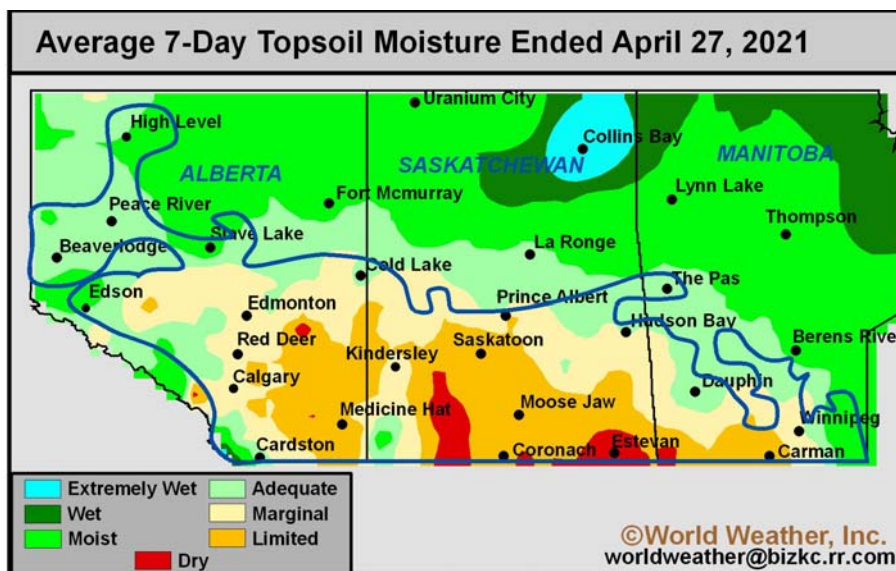 Average 7-Day Topsoil Moisture Ended April 27, 2021
Uranium City
High Level
Collins Bay
ALBERTA
SASKATCHEWAN
MANITOBA
Fort Mcmurray
Lynn Lake
Peace River
Thompson
Beaverlodge
Slave Lake
La Ronge
Cold Lake
The Pas
Edson
Edmonton
Prince Albert
Hudson Bay
Red Deer
Kindersley
Saskatoon
Berens River
Calgary
Dauphin
Medicine Hat
Moose Jaw
Winnipeg
Cardston
Coronach
Estevan
Carman
Extremely Wet
Adequate
Wet
Marginal
Moist
Limited
Dry
©World Weather, Inc.
worldweather@bizkc.rr.com